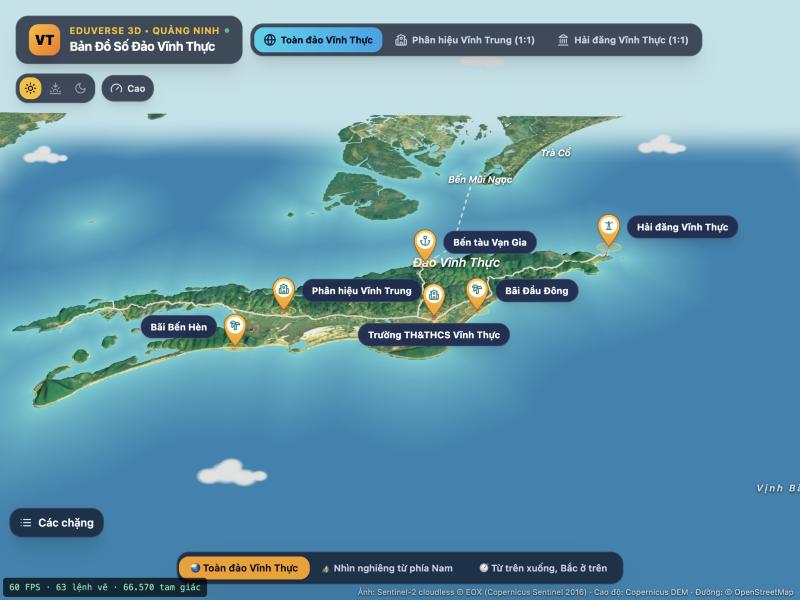 VT
EDUVERSE 3D • QUẢNG NINH
Bản Đồ Số Đảo Vĩnh Thực
Toàn đảo Vĩnh Thực
Phân hiệu Vĩnh Trung (1:1)
Hải đăng Vĩnh Thực (1:1)
Cao
Trà Cổ
Bến Mũi Ngọc
Hải đăng Vĩnh Thực
Bến tàu Vạn Gia
Đảo Vĩnh Thực
Phân hiệu Vĩnh Trung
Bãi Đầu Đông
Bãi Bến Hèn
Trường TH&THCS Vĩnh Thực
Vịnh
Các chặng
Toàn đảo Vĩnh Thực
Nhìn nghiêng từ phía Nam
Từ trên xuống, Bắc ở trên
60 FPS · 63 lệnh vẽ · 66.570 tam giác
Ảnh: Sentinel-2 cloudless © EOX (Copernicus Sentinel 2016) · Cao độ: Copernicus DEM · Đường: © OpenStreetMap